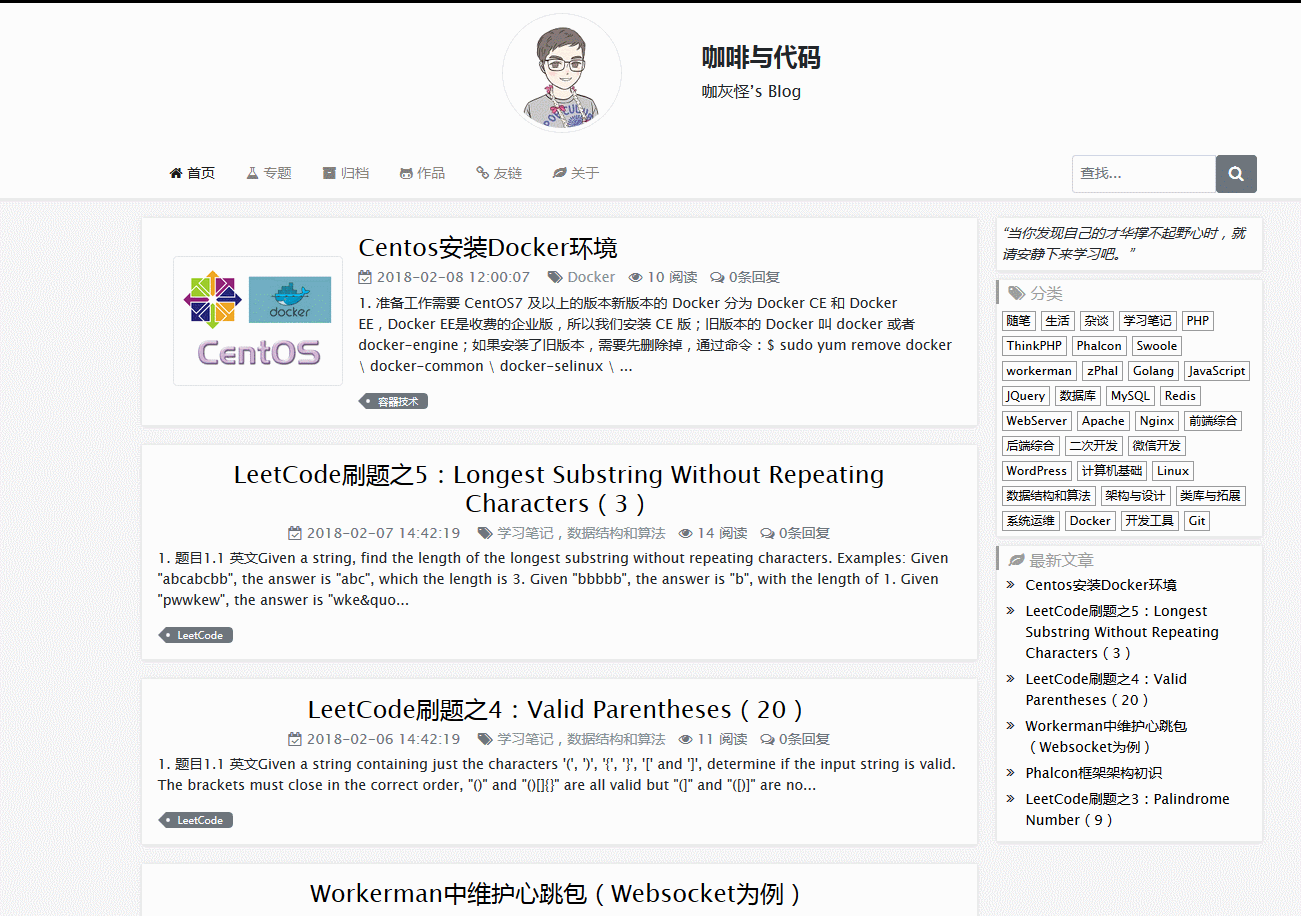 咖啡与代码
咖灰怪's Blog
首页 专题 归档 作品 友链 关于
查找...
Centos安装Docker环境
2018-02-08 12:00:07 Docker 10 阅读 0条回复
1. 准备工作需要 CentOS7 及以上的版本新版本的 Docker 分为 Docker CE 和 Docker
EE，Docker EE是收费的企业版，所以我们安装 CE 版；旧版本的 Docker 叫 docker 或者
docker-engine；如果安装了旧版本，需要先删除掉，通过命令：$ sudo yum remove docker
\ docker-common \ docker-selinux \ ...
docker
CentOS
容器技术
LeetCode刷题之5：Longest Substring Without Repeating
Characters（3）
2018-02-07 14:42:19 学习笔记，数据结构和算法 14 阅读 0条回复
1. 题目1.1 英文Given a string, find the length of the longest substring without repeating characters. Examples: Given
"abcabcbb", the answer is "abc", which the length is 3. Given "bbbbb", the answer is "b", with the length of 1. Given
"pwwkew", the answer is "wke&quo...
LeetCode
LeetCode刷题之4：Valid Parentheses（20）
2018-02-06 14:42:19 学习笔记，数据结构和算法 11 阅读 0条回复
1. 题目1.1 英文Given a string containing just the characters '(', ')', '{', '}', '[' and ']', determine if the input string is valid.
The brackets must close in the correct order, "()" and "()[]{}" are all valid but "(]" and "([)]" are no...
LeetCode
Workerman中维护心跳包（Websocket为例）
“当你发现自己的才华撑不起野心时，就
请安静下来学习吧。”
分类
随笔 生活 杂谈 学习笔记 PHP
ThinkPHP Phalcon Swoole
workerman zPhal Golang JavaScript
JQuery 数据库 MySQL Redis
WebServer Apache Nginx 前端综合
后端综合 二次开发 微信开发
WordPress 计算机基础 Linux
数据结构和算法 架构与设计 类库与拓展
系统运维 Docker 开发工具 Git
最新文章
Centos安装Docker环境
LeetCode刷题之5：Longest
Substring Without Repeating
Characters（3）
LeetCode刷题之4：Valid
Parentheses（20）
Workerman中维护心跳包
（Websocket为例）
Phalcon框架架构初识
LeetCode刷题之3：Palindrome
Number（9）